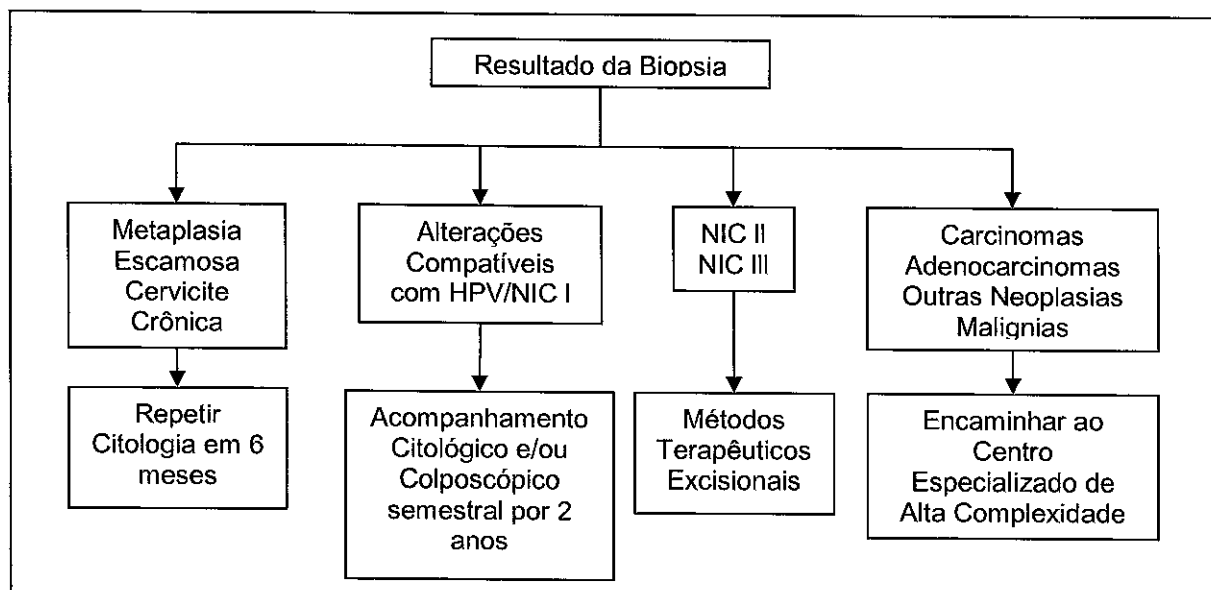 Resultado da Biopsia
Metaplasia
Escamosa
Cervicite
Crônica
Alterações
Compatíveis
com HPV/NIC I
NIC II
NIC III
Carcinomas
Adenocarcinomas
Outras Neoplasias
Malignias
Repetir
Citologia em 6
meses
Acompanhamento
Citológico e/ou
Colposcópico
semestral por 2
anos
Métodos
Terapêuticos
Excisionais
Encaminhar ao
Centro
Especializado de
Alta Complexidade